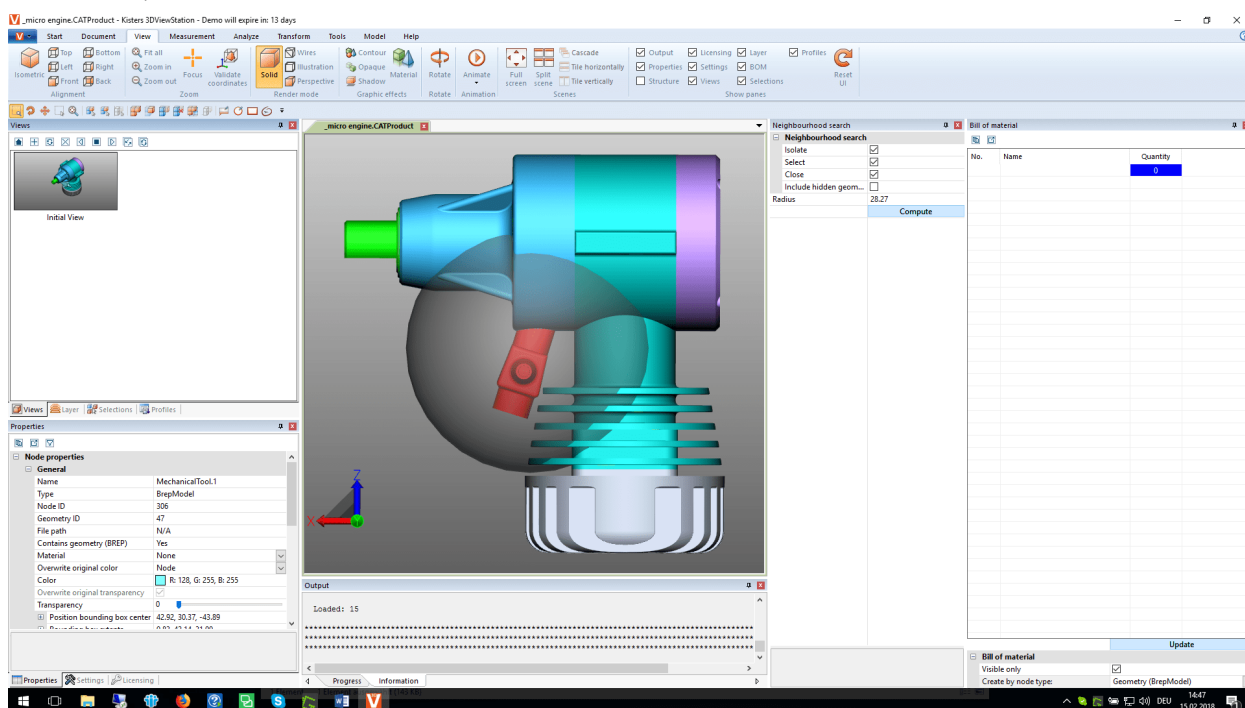 _micro engine.CATProduct - Kisters 3DViewStation - Demo will expire in: 13 days
Start Document View Measurement Analyze Transform Tools Model Help
Isometric Top Bottom Left Right Front Back
Alignment
Fit all Zoom in Zoom out Focus Validate coordinates
Zoom
Solid Wires Illustration Perspective
Render mode
Contour Opaque Shadow Material
Graphic effects
Rotate
Rotate
Animate
Animation
Full screen Split scene Cascade Tile horizontally Tile vertically
Scenes
Output Licensing Layer Profiles
Properties Settings BOM
Structure Views Selections
Reset UI
Show panes
Views
Initial View
Views Layer Selections Profiles
Properties
Node properties
General
Name MechanicalTool.1
Type BrepModel
Node ID 306
Geometry ID 47
File path N/A
Contains geometry (BREP) Yes
Material None
Overwrite original color Node
Color R: 128, G: 255, B: 255
Overwrite original transparency
Transparency 0
Position bounding box center 42.92, 30.37, -43.89
Properties Settings Licensing
_micro engine.CATProduct
Z
X
Output
Loaded: 15
Progress Information
Neighbourhood search
Neighbourhood search
Isolate
Select
Close
Include hidden geom...
Radius 28.27
Compute
Bill of material
No. Name Quantity
0
Update
Bill of material
Visible only
Create by node type: Geometry (BrepModel)
DEU
14:47
15.02.2018